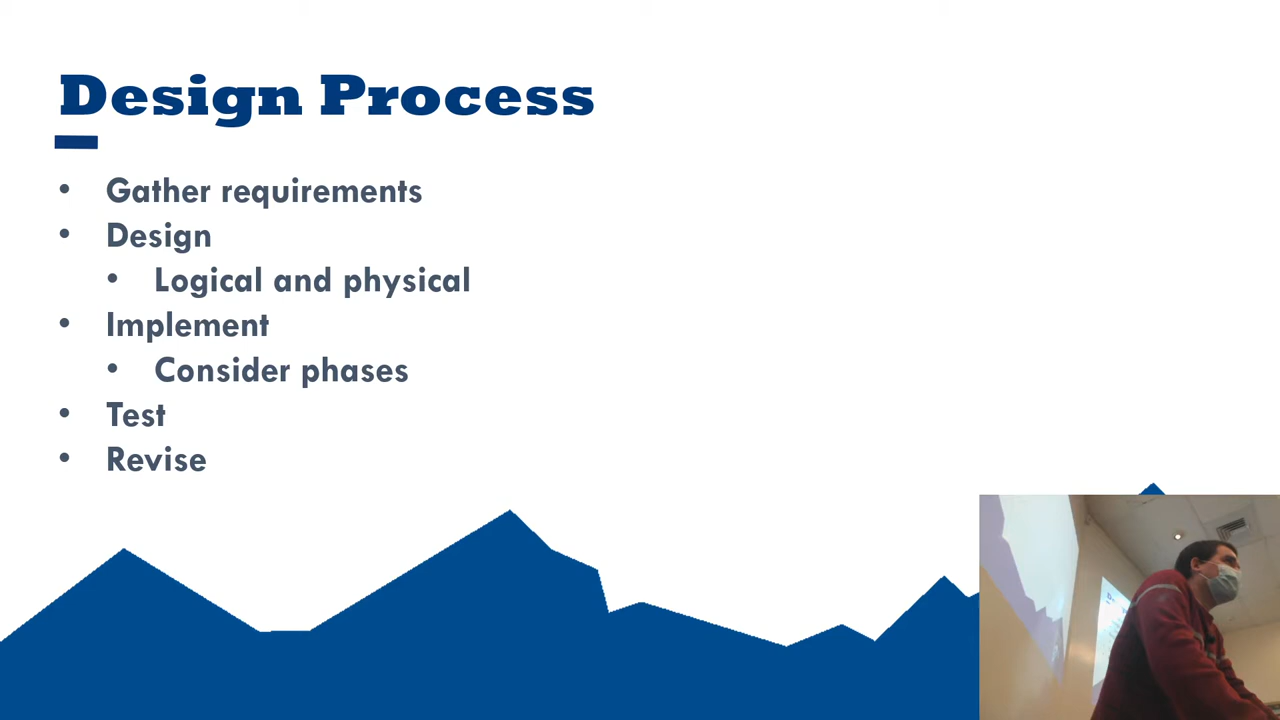 Design Process
• Gather requirements
• Design
• Logical and physical
• Implement
• Consider phases
• Test
• Revise